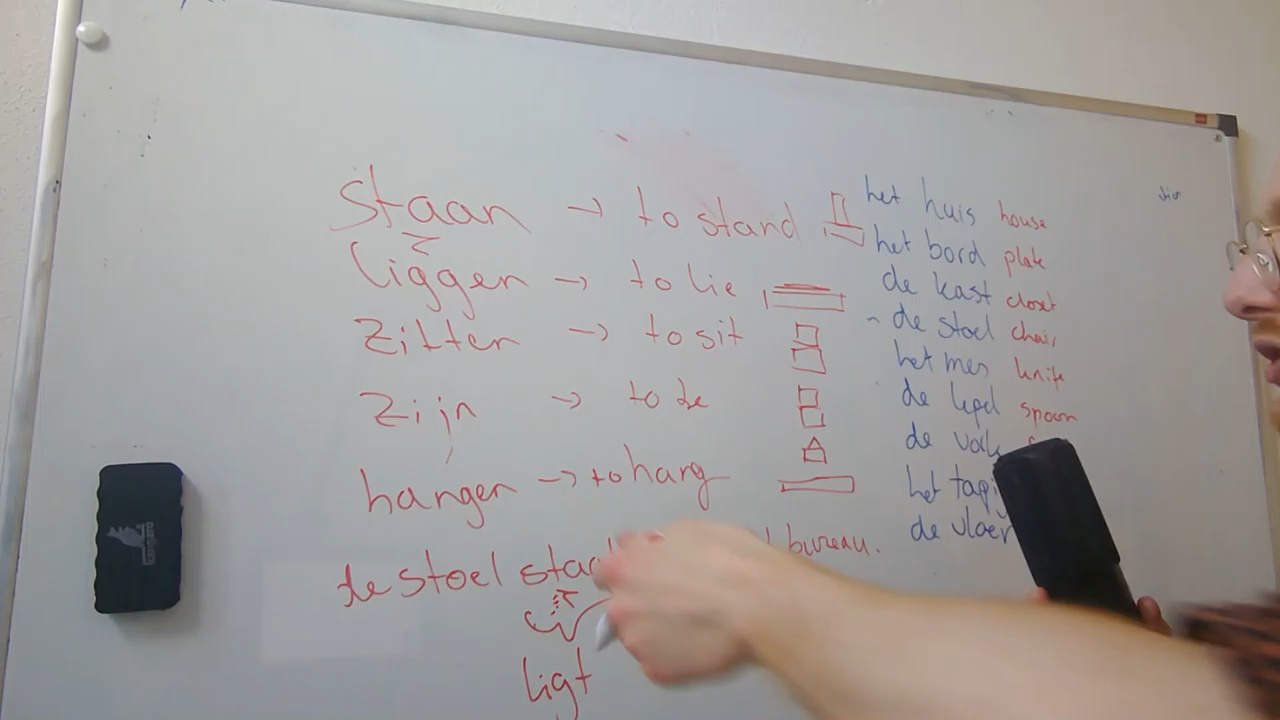 staan → to stand
liggen → to lie
zitten → to sit
zijn → to be
hangen → to hang
de stoel staa bureau.
ligt
het huis house
het bord plate
de kast closet
de stoel chair
het mes knife
de lepel spoon
de vork
het tapij
de vloer